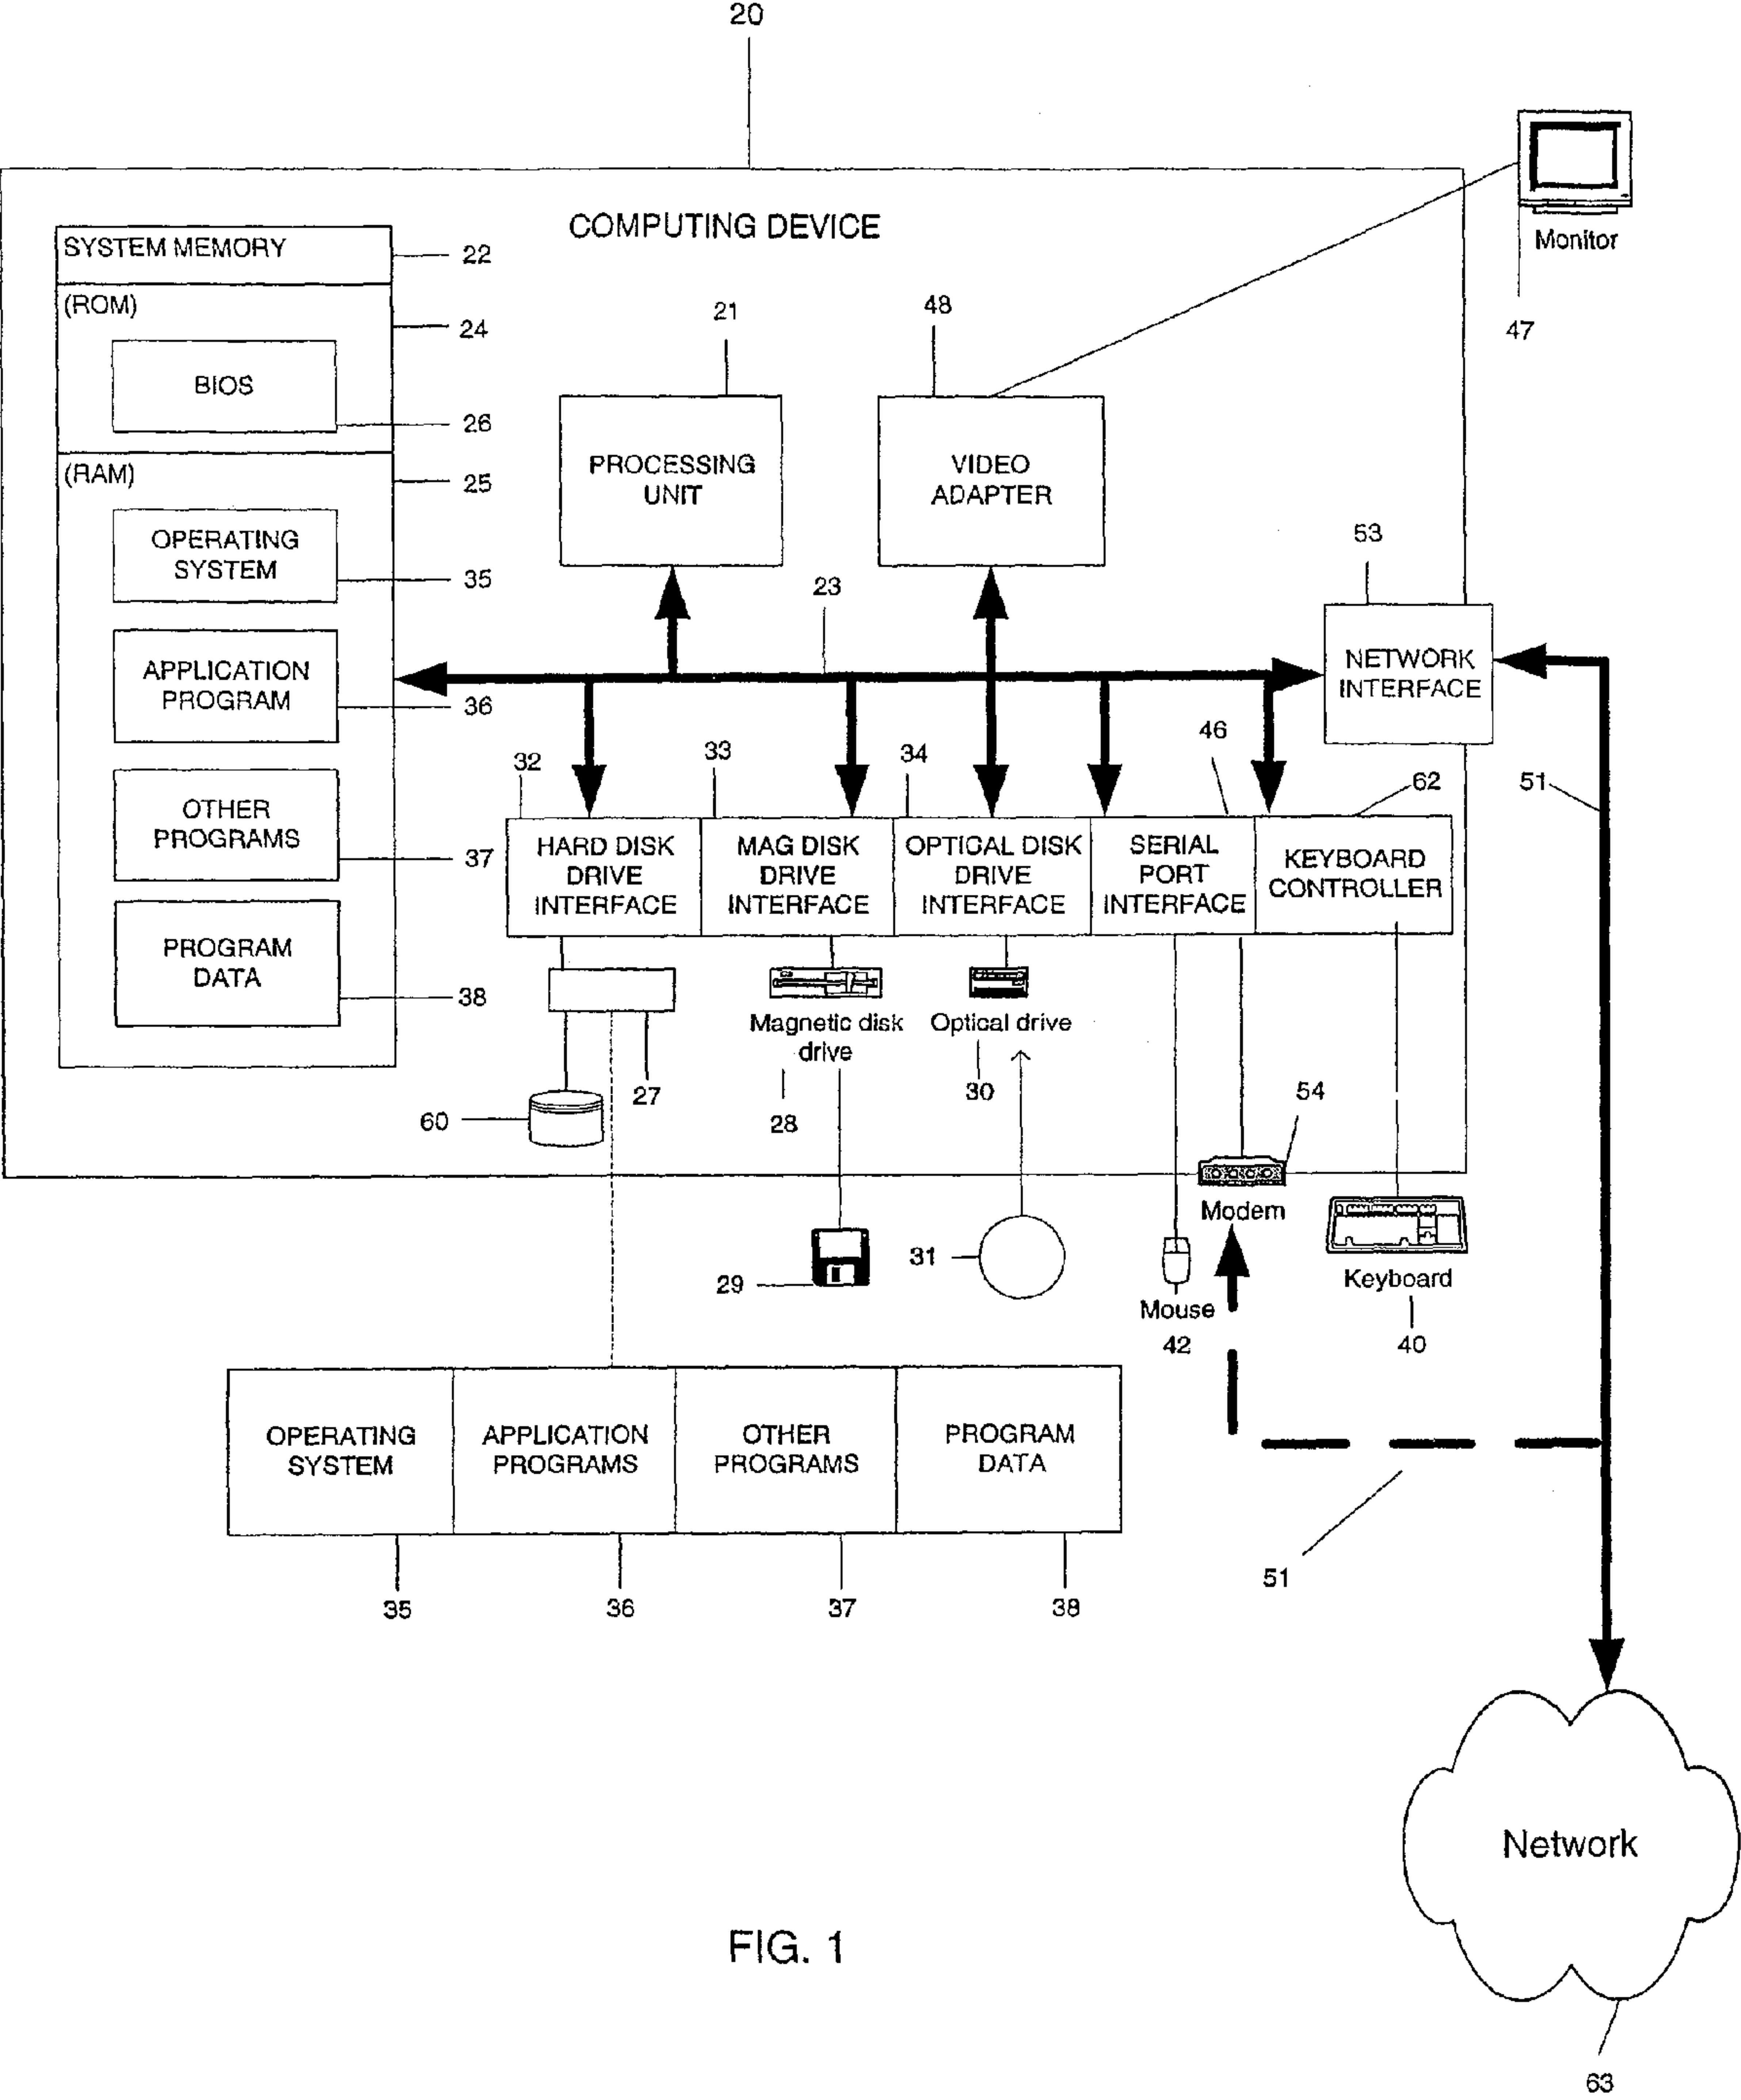 20
COMPUTING DEVICE
Monitor
47
SYSTEM MEMORY
22
(ROM)
24
BIOS
26
(RAM)
25
OPERATING
SYSTEM
35
APPLICATION
PROGRAM
36
OTHER
PROGRAMS
37
PROGRAM
DATA
38
21
PROCESSING
UNIT
48
VIDEO
ADAPTER
23
53
NETWORK
INTERFACE
51
32
HARD DISK
DRIVE
INTERFACE
33
MAG DISK
DRIVE
INTERFACE
34
OPTICAL DISK
DRIVE
INTERFACE
46
SERIAL
PORT
INTERFACE
62
KEYBOARD
CONTROLLER
27
60
Magnetic disk
drive
28
Optical drive
30
54
Modem
29
31
Mouse
42
Keyboard
40
OPERATING
SYSTEM
APPLICATION
PROGRAMS
OTHER
PROGRAMS
PROGRAM
DATA
35
36
37
38
51
Network
63
FIG. 1